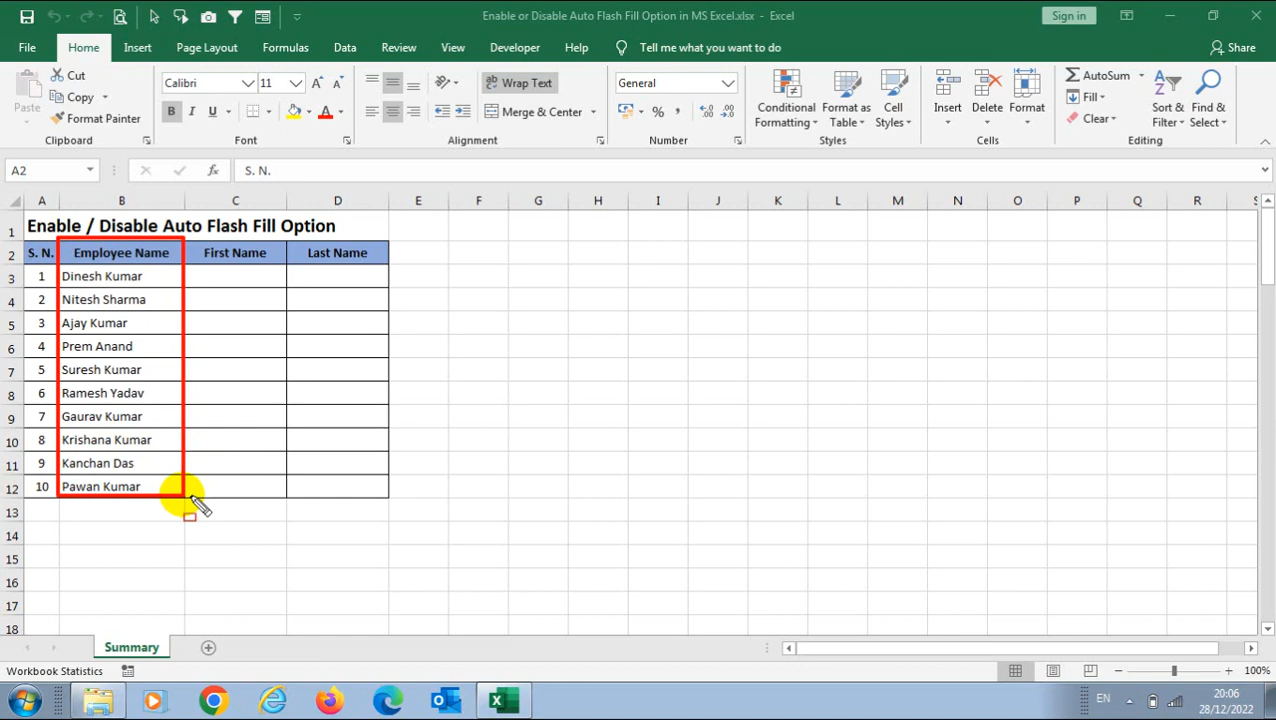 Enable or Disable Auto Flash Fill Option in MS Excel.xlsx - Excel
Sign in
File Home Insert Page Layout Formulas Data Review View Developer Help Tell me what you want to do Share
Paste
Cut
Copy
Format Painter
Clipboard
Calibri 11
B I U
Font
Wrap Text
Merge & Center
Alignment
General
Number
Conditional Formatting
Format as Table
Cell Styles
Styles
Insert Delete Format
Cells
AutoSum
Fill
Clear
Sort & Filter
Find & Select
Editing
A2 fx S. N.
A B C D E F G H I J K L M N O P Q R S
1 Enable / Disable Auto Flash Fill Option
2 S. N. Employee Name First Name Last Name
3 1 Dinesh Kumar
4 2 Nitesh Sharma
5 3 Ajay Kumar
6 4 Prem Anand
7 5 Suresh Kumar
8 6 Ramesh Yadav
9 7 Gaurav Kumar
10 8 Krishana Kumar
11 9 Kanchan Das
12 10 Pawan Kumar
13
14
15
16
17
18
Summary
Workbook Statistics 100%
EN 20:06
28/12/2022